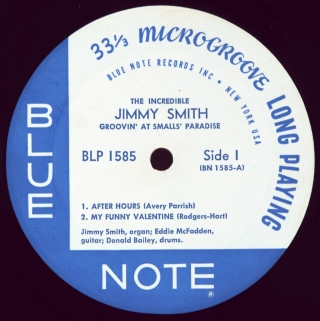 33⅓ MICROGROOVE LONG PLAYING
BLUE NOTE RECORDS INC • NEW YORK USA
THE INCREDIBLE
JIMMY SMITH
GROOVIN' AT SMALLS' PARADISE
BLP 1585 Side 1
(BN 1585-A)
1. AFTER HOURS (Avery Parrish)
2. MY FUNNY VALENTINE (Rodgers-Hart)
Jimmy Smith, organ; Eddie McFadden,
guitar; Donald Bailey, drums.
BLUE
NOTE
®